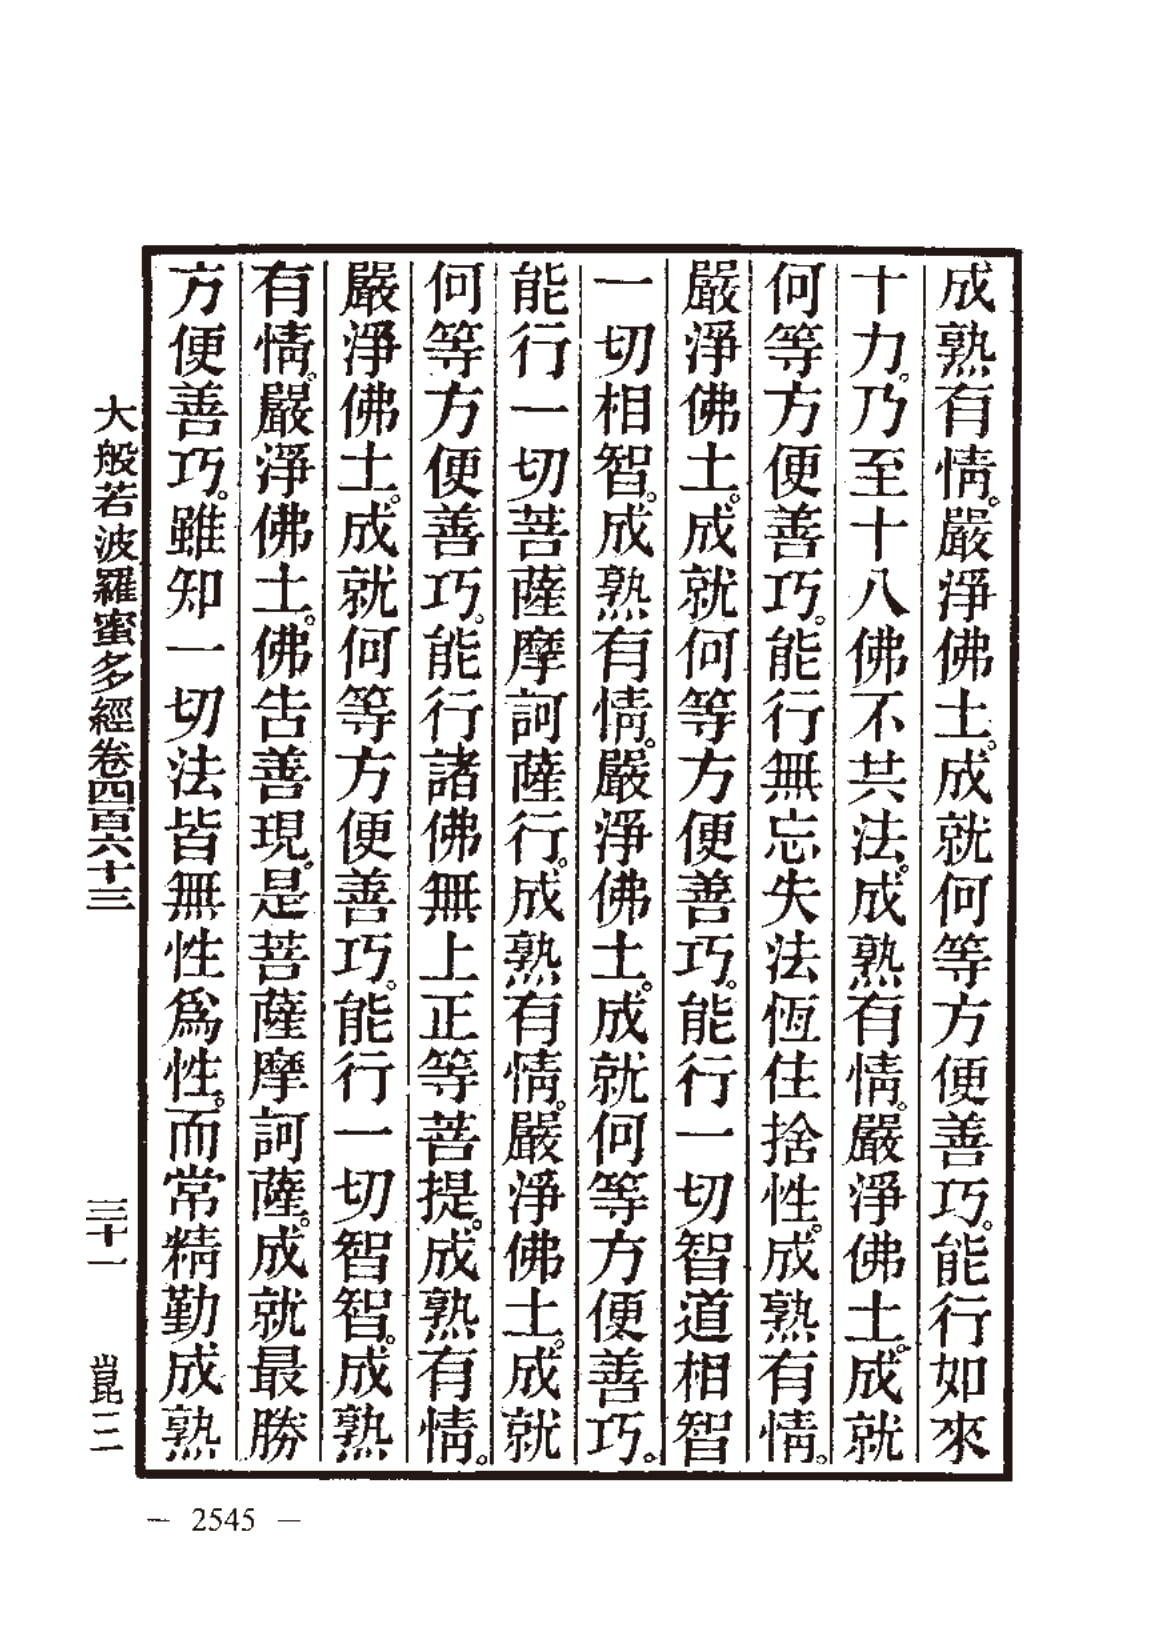 成熟有情。嚴淨佛土。成就何等方便善巧。能行如來
十力。乃至十八佛不共法。成熟有情。嚴淨佛土。成就
何等方便善巧。能行無忘失法恆住捨性。成熟有情。
嚴淨佛土。成就何等方便善巧。能行一切智道相智
一切相智。成熟有情。嚴淨佛土。成就何等方便善巧。
能行一切菩薩摩訶薩行。成熟有情。嚴淨佛土。成就
何等方便善巧。能行諸佛無上正等菩提。成熟有情。
嚴淨佛土。成就何等方便善巧。能行一切智智。成熟
有情。嚴淨佛土。佛告善現。是菩薩摩訶薩。成就最勝
方便善巧。雖知一切法皆無性爲性。而常精勤成熟
大般若波羅蜜多經卷四百六十三 三十一 崑二
— 2545 —